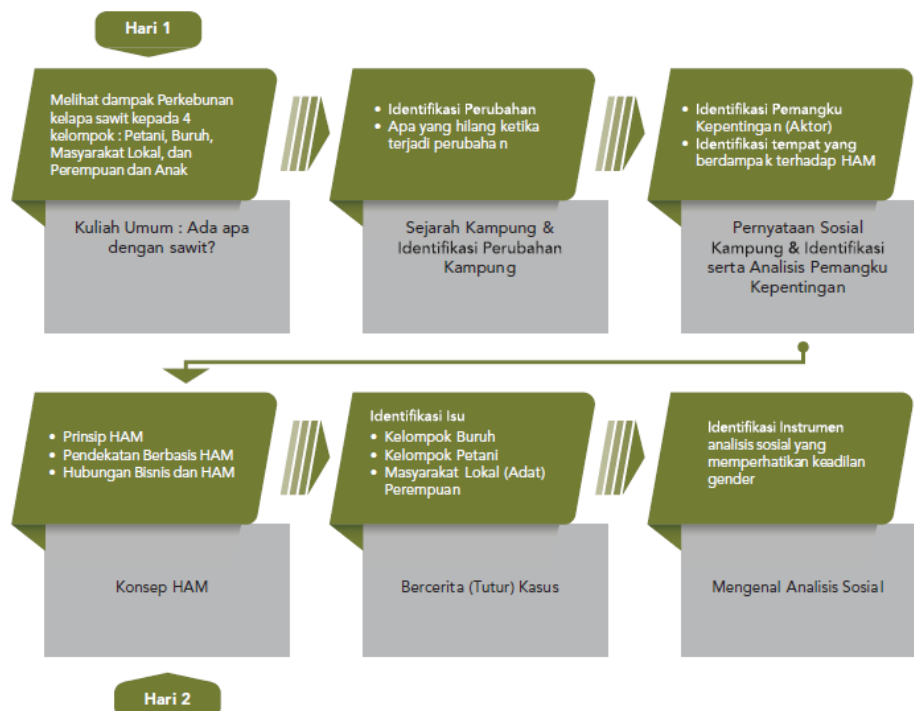 Hari 1
Melihat dampak Perkebunan
kelapa sawit kepada 4
kelompok : Petani, Buruh,
Masyarakat Lokal, dan
Perempuan dan Anak
Kuliah Umum : Ada apa
dengan sawit?
• Identifikasi Perubahan
• Apa yang hilang ketika
terjadi perubaha n
Sejarah Kampung &
Identifikasi Perubahan
Kampung
• Identifikasi Pemangku
Kepentingan (Aktor)
• Identifikasi tempat yang
berdampak terhadap HAM
Pernyataan Sosial
Kampung & Identifikasi
serta Analisis Pemangku
Kepentingan
• Prinsip HAM
• Pendekatan Berbasis HAM
• Hubungan Bisnis dan HAM
Konsep HAM
Identifikasi Isu
• Kelompok Buruh
• Kelompok Petani
• Masyarakat Lokal (Adat)
Perempuan
Bercerita (Tutur) Kasus
Identifikasi Instrumen
analisis sosial yang
memperhatikan keadilan
gender
Mengenal Analisis Sosial
Hari 2